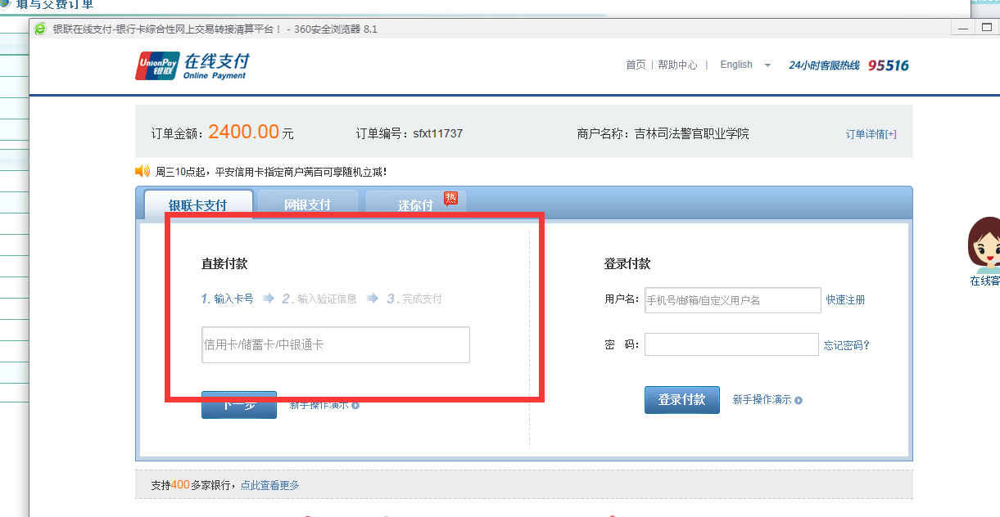 填写交费订单
银联在线支付-银行卡综合性网上交易转接清算平台！ - 360安全浏览器 8.1
UnionPay 银联 在线支付 Online Payment
首页 | 帮助中心 | English 24小时客服热线 95516
订单金额：2400.00元 订单编号：sfxt11737 商户名称：吉林司法警官职业学院 订单详情[+]
周三10点起，平安信用卡指定商户满百可享随机立减！
银联卡支付 网银支付 迷你付 热
直接付款
1. 输入卡号 2. 输入验证信息 3. 完成支付
信用卡/储蓄卡/中银通卡
下一步 新手操作演示
登录付款
用户名： 手机号/邮箱/自定义用户名 快速注册
密 码： 忘记密码?
登录付款 新手操作演示
在线客
支持400多家银行，点此查看更多